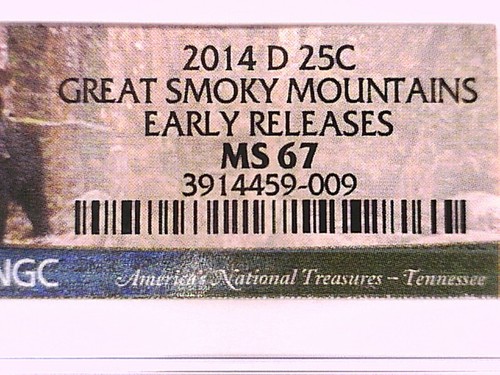 2014 D 25C
GREAT SMOKY MOUNTAINS
EARLY RELEASES
MS 67
3914459-009
NGC America's National Treasures – Tennessee